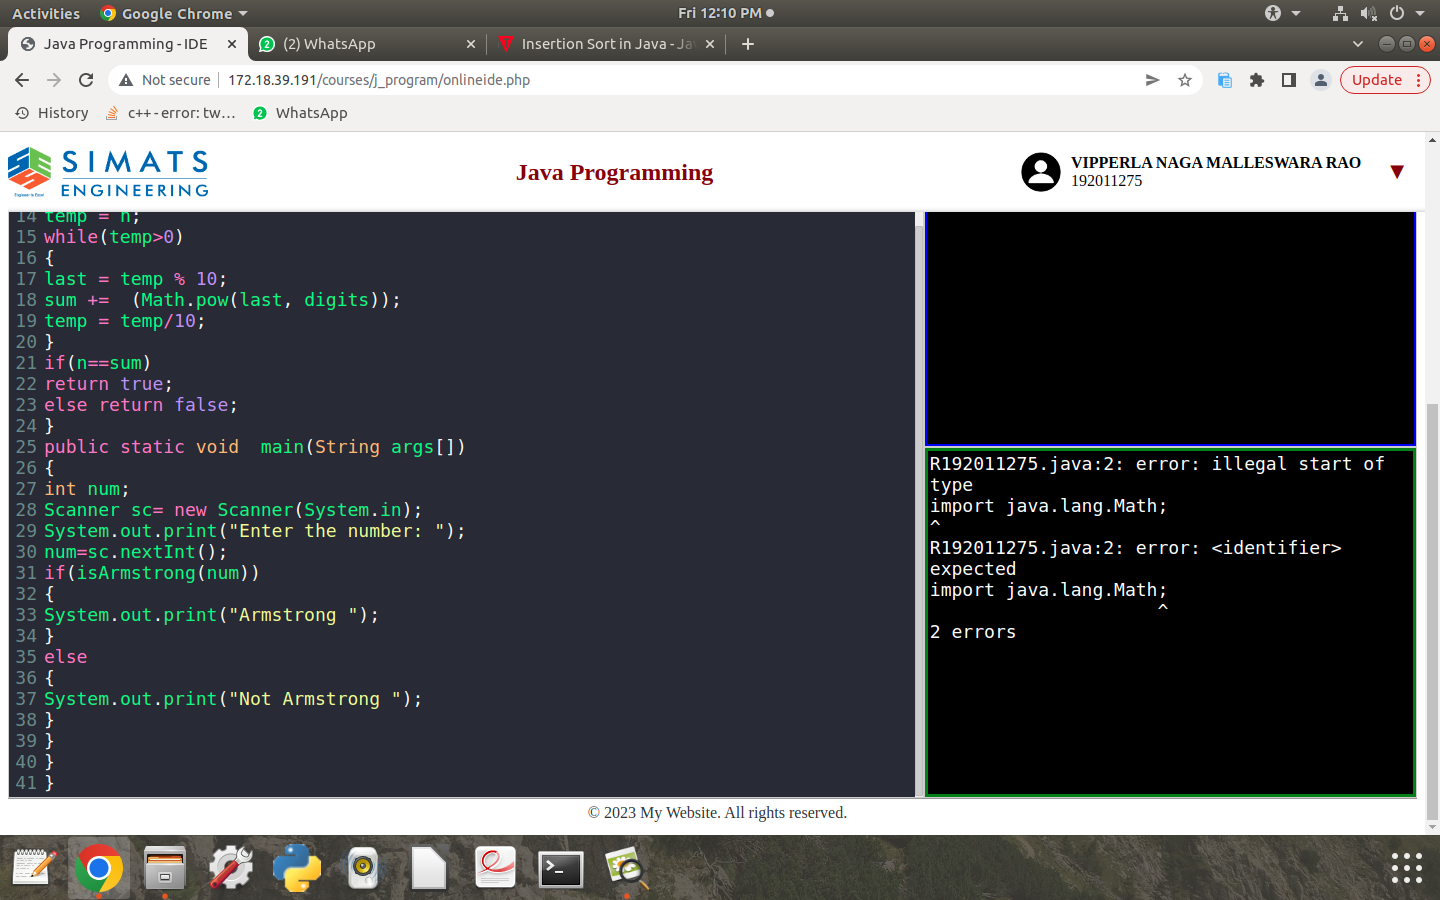 Activities
Google Chrome
Fri 12:10 PM
Java Programming - IDE
(2) WhatsApp
Insertion Sort in Java - Jav
Not secure
172.18.39.191/courses/j_program/onlineide.php
Update
History
c++ - error: tw...
WhatsApp
SIMATS
ENGINEERING
Engineer to Excel
Java Programming
VIPPERLA NAGA MALLESWARA RAO
192011275
14 temp = n;
15 while(temp>0)
16 {
17 last = temp % 10;
18 sum +=  (Math.pow(last, digits));
19 temp = temp/10;
20 }
21 if(n==sum)
22 return true;
23 else return false;
24 }
25 public static void  main(String args[])
26 {
27 int num;
28 Scanner sc= new Scanner(System.in);
29 System.out.print("Enter the number: ");
30 num=sc.nextInt();
31 if(isArmstrong(num))
32 {
33 System.out.print("Armstrong ");
34 }
35 else
36 {
37 System.out.print("Not Armstrong ");
38 }
39 }
40 }
41 }
R192011275.java:2: error: illegal start of
type
import java.lang.Math;
^
R192011275.java:2: error: <identifier>
expected
import java.lang.Math;
^
2 errors
© 2023 My Website. All rights reserved.